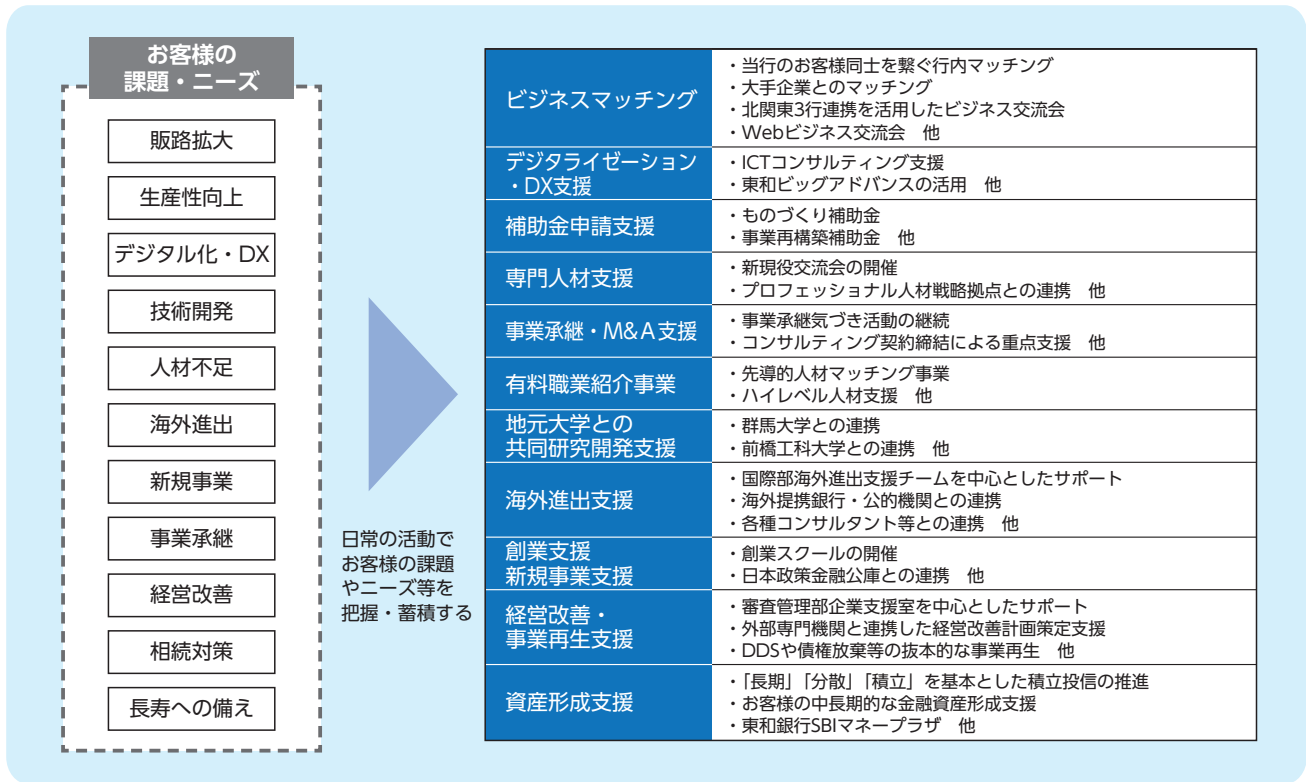 お客様の
課題・ニーズ
販路拡大
生産性向上
デジタル化・DX
技術開発
人材不足
海外進出
新規事業
事業承継
経営改善
相続対策
長寿への備え
日常の活動で
お客様の課題
やニーズ等を
把握・蓄積する
ビジネスマッチング
・当行のお客様同士を繋ぐ行内マッチング
・大手企業とのマッチング
・北関東3行連携を活用したビジネス交流会
・Webビジネス交流会　他
デジタライゼーション
・DX支援
・ICTコンサルティング支援
・東和ビッグアドバンスの活用　他
補助金申請支援
・ものづくり補助金
・事業再構築補助金　他
専門人材支援
・新現役交流会の開催
・プロフェッショナル人材戦略拠点との連携　他
事業承継・M&A支援
・事業承継気づき活動の継続
・コンサルティング契約締結による重点支援　他
有料職業紹介事業
・先導的人材マッチング事業
・ハイレベル人材支援　他
地元大学との
共同研究開発支援
・群馬大学との連携
・前橋工科大学との連携　他
海外進出支援
・国際部海外進出支援チームを中心としたサポート
・海外提携銀行・公的機関との連携
・各種コンサルタント等との連携　他
創業支援
新規事業支援
・創業スクールの開催
・日本政策金融公庫との連携　他
経営改善・
事業再生支援
・審査管理部企業支援室を中心としたサポート
・外部専門機関と連携した経営改善計画策定支援
・DDSや債権放棄等の抜本的な事業再生　他
資産形成支援
・「長期」「分散」「積立」を基本とした積立投信の推進
・お客様の中長期的な金融資産形成支援
・東和銀行SBIマネープラザ　他